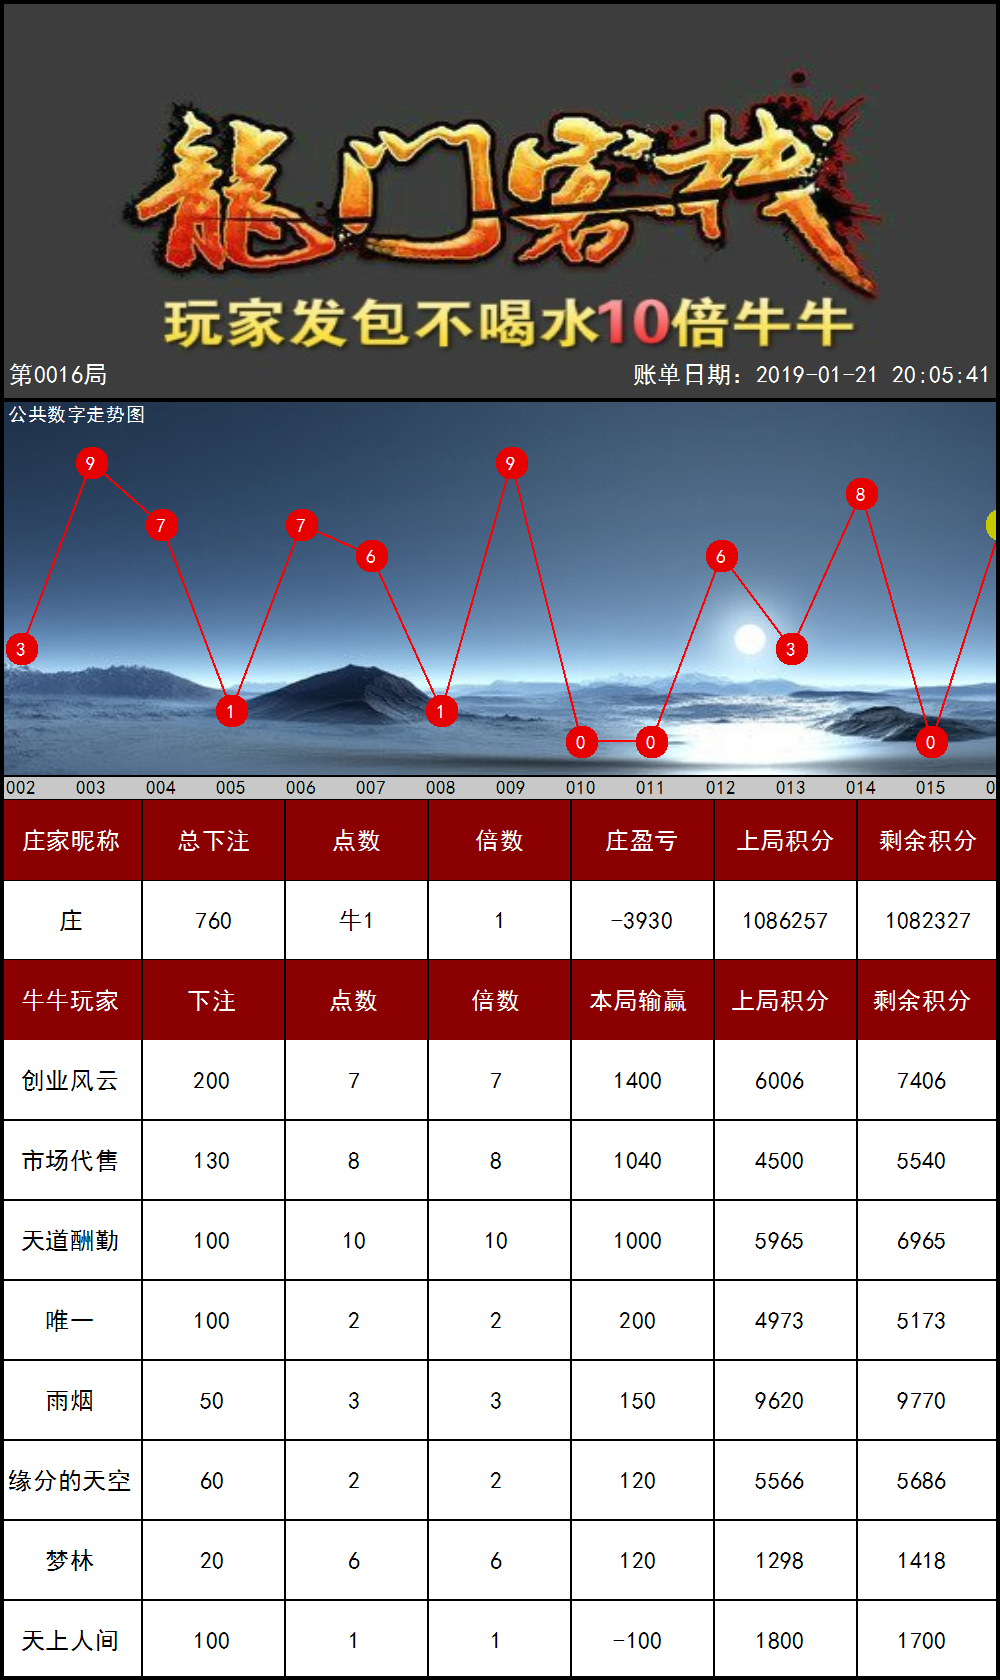 龍门客栈
玩家发包不喝水10倍牛牛
第0016局 账单日期：2019-01-21 20:05:41
公共数字走势图
3 9 7 1 7 6 1 9 0 0 6 3 8 0
002 003 004 005 006 007 008 009 010 011 012 013 014 015 0
庄家昵称 总下注 点数 倍数 庄盈亏 上局积分 剩余积分
庄 760 牛1 1 -3930 1086257 1082327
牛牛玩家 下注 点数 倍数 本局输赢 上局积分 剩余积分
创业风云 200 7 7 1400 6006 7406
市场代售 130 8 8 1040 4500 5540
天道酬勤 100 10 10 1000 5965 6965
唯一 100 2 2 200 4973 5173
雨烟 50 3 3 150 9620 9770
缘分的天空 60 2 2 120 5566 5686
梦林 20 6 6 120 1298 1418
天上人间 100 1 1 -100 1800 1700